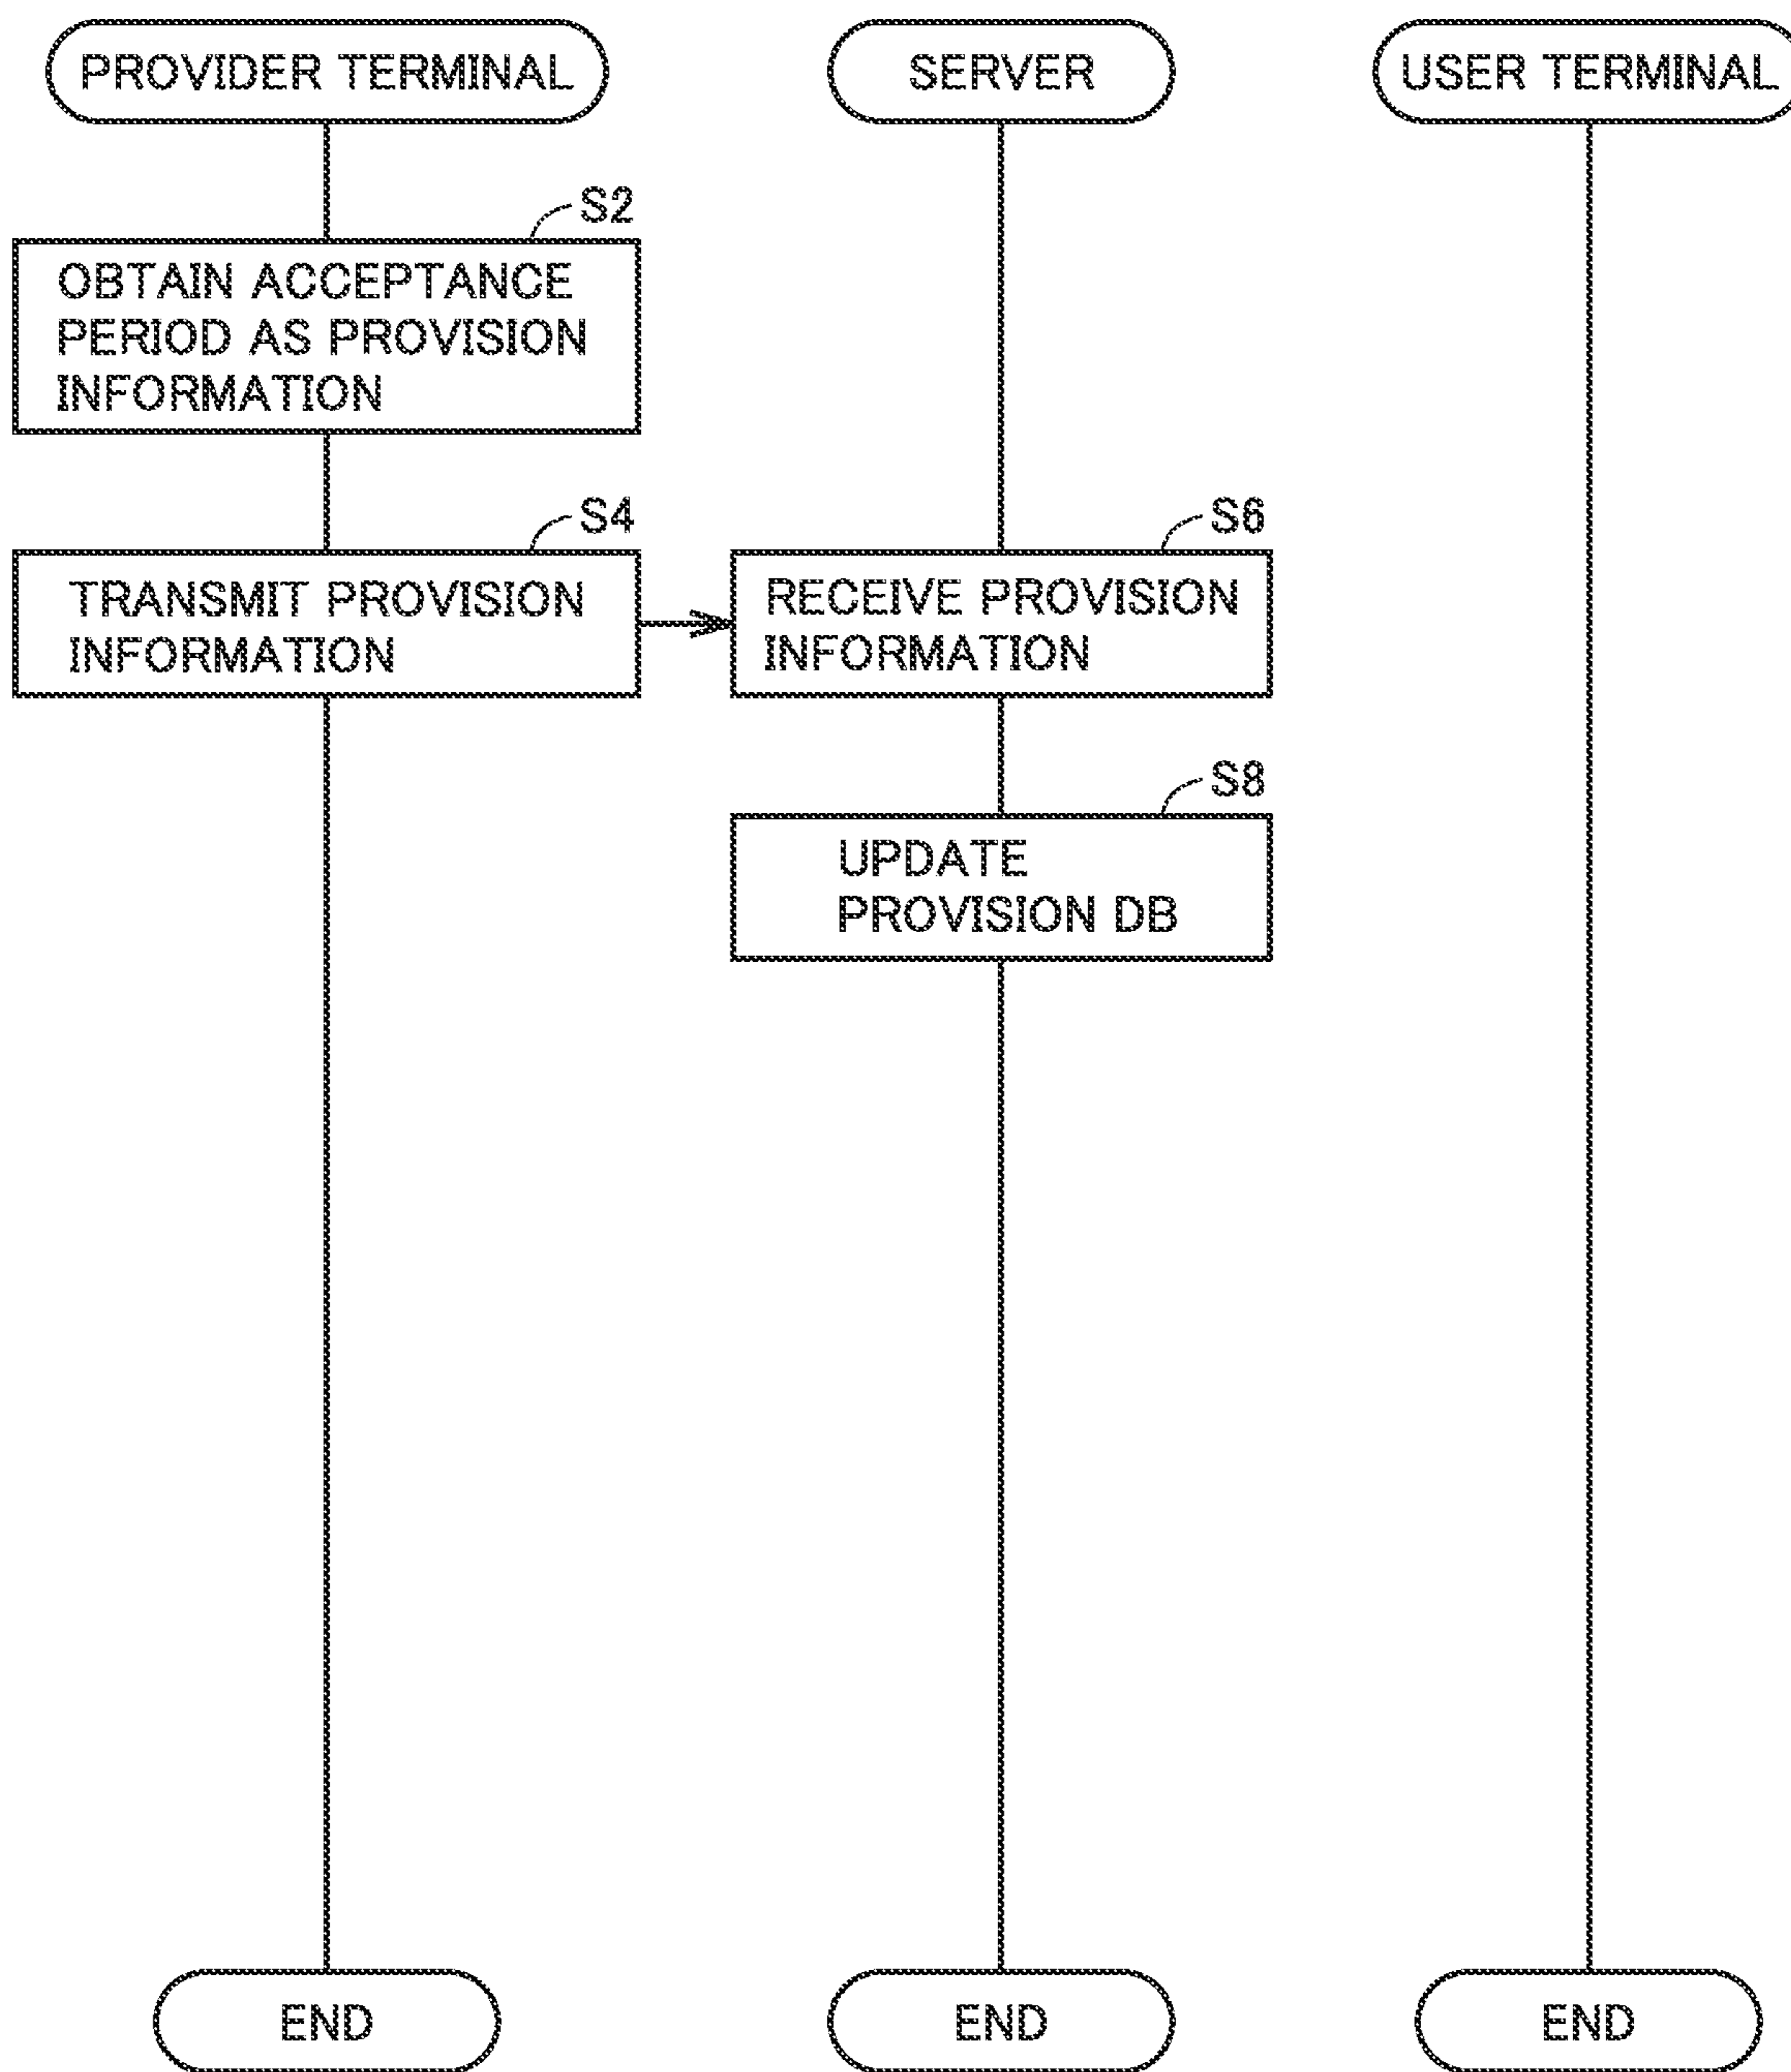 PROVIDER TERMINAL
SERVER
USER TERMINAL
S2
OBTAIN ACCEPTANCE
PERIOD AS PROVISION
INFORMATION
S4
TRANSMIT PROVISION
INFORMATION
S6
RECEIVE PROVISION
INFORMATION
S8
UPDATE
PROVISION DB
END
END
END